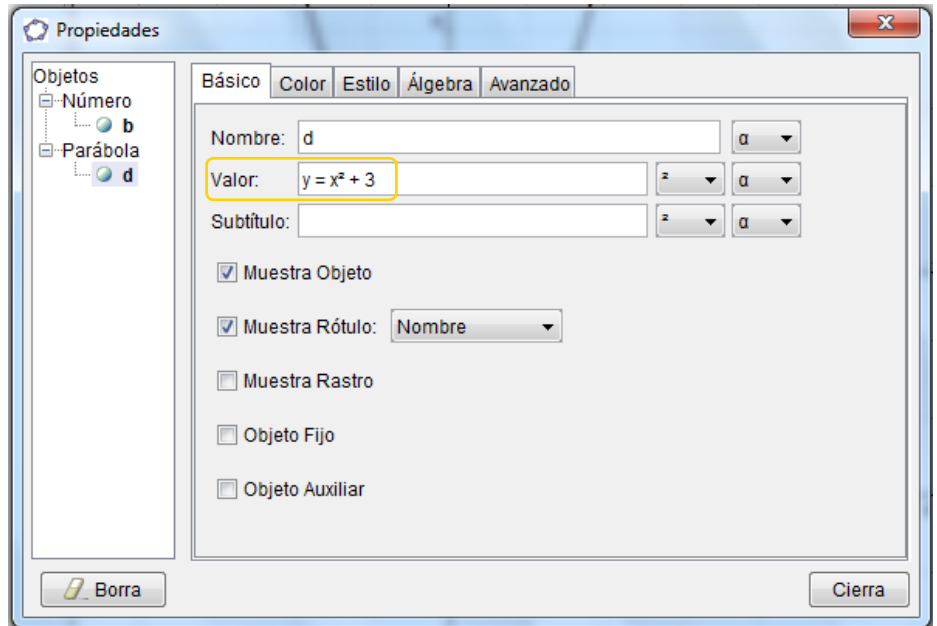 Propiedades
Objetos
Número
b
Parábola
d
Básico Color Estilo Álgebra Avanzado
Nombre: d α
Valor: y = x² + 3 ² α
Subtítulo: ² α
Muestra Objeto
Muestra Rótulo: Nombre
Muestra Rastro
Objeto Fijo
Objeto Auxiliar
Borra Cierra